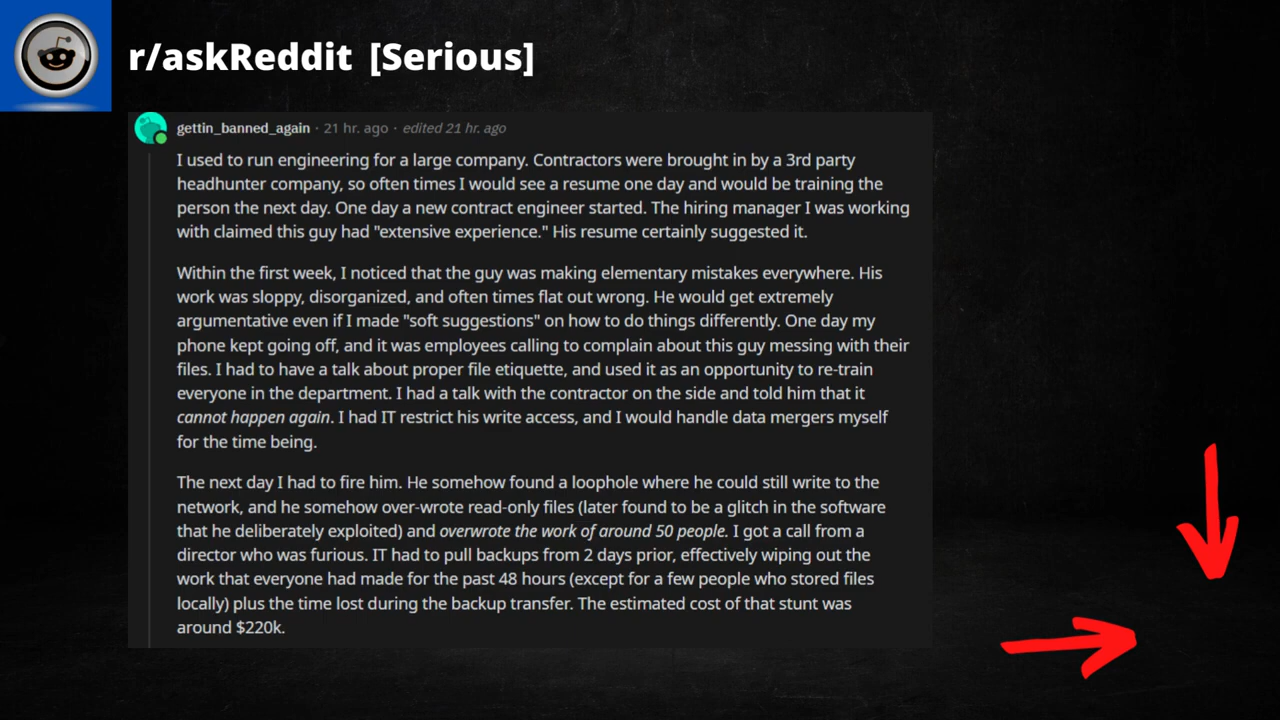 r/askReddit [Serious]
gettin_banned_again · 21 hr. ago · edited 21 hr. ago
I used to run engineering for a large company. Contractors were brought in by a 3rd party
headhunter company, so often times I would see a resume one day and would be training the
person the next day. One day a new contract engineer started. The hiring manager I was working
with claimed this guy had "extensive experience." His resume certainly suggested it.
Within the first week, I noticed that the guy was making elementary mistakes everywhere. His
work was sloppy, disorganized, and often times flat out wrong. He would get extremely
argumentative even if I made "soft suggestions" on how to do things differently. One day my
phone kept going off, and it was employees calling to complain about this guy messing with their
files. I had to have a talk about proper file etiquette, and used it as an opportunity to re-train
everyone in the department. I had a talk with the contractor on the side and told him that it
cannot happen again. I had IT restrict his write access, and I would handle data mergers myself
for the time being.
The next day I had to fire him. He somehow found a loophole where he could still write to the
network, and he somehow over-wrote read-only files (later found to be a glitch in the software
that he deliberately exploited) and overwrote the work of around 50 people. I got a call from a
director who was furious. IT had to pull backups from 2 days prior, effectively wiping out the
work that everyone had made for the past 48 hours (except for a few people who stored files
locally) plus the time lost during the backup transfer. The estimated cost of that stunt was
around $220k.